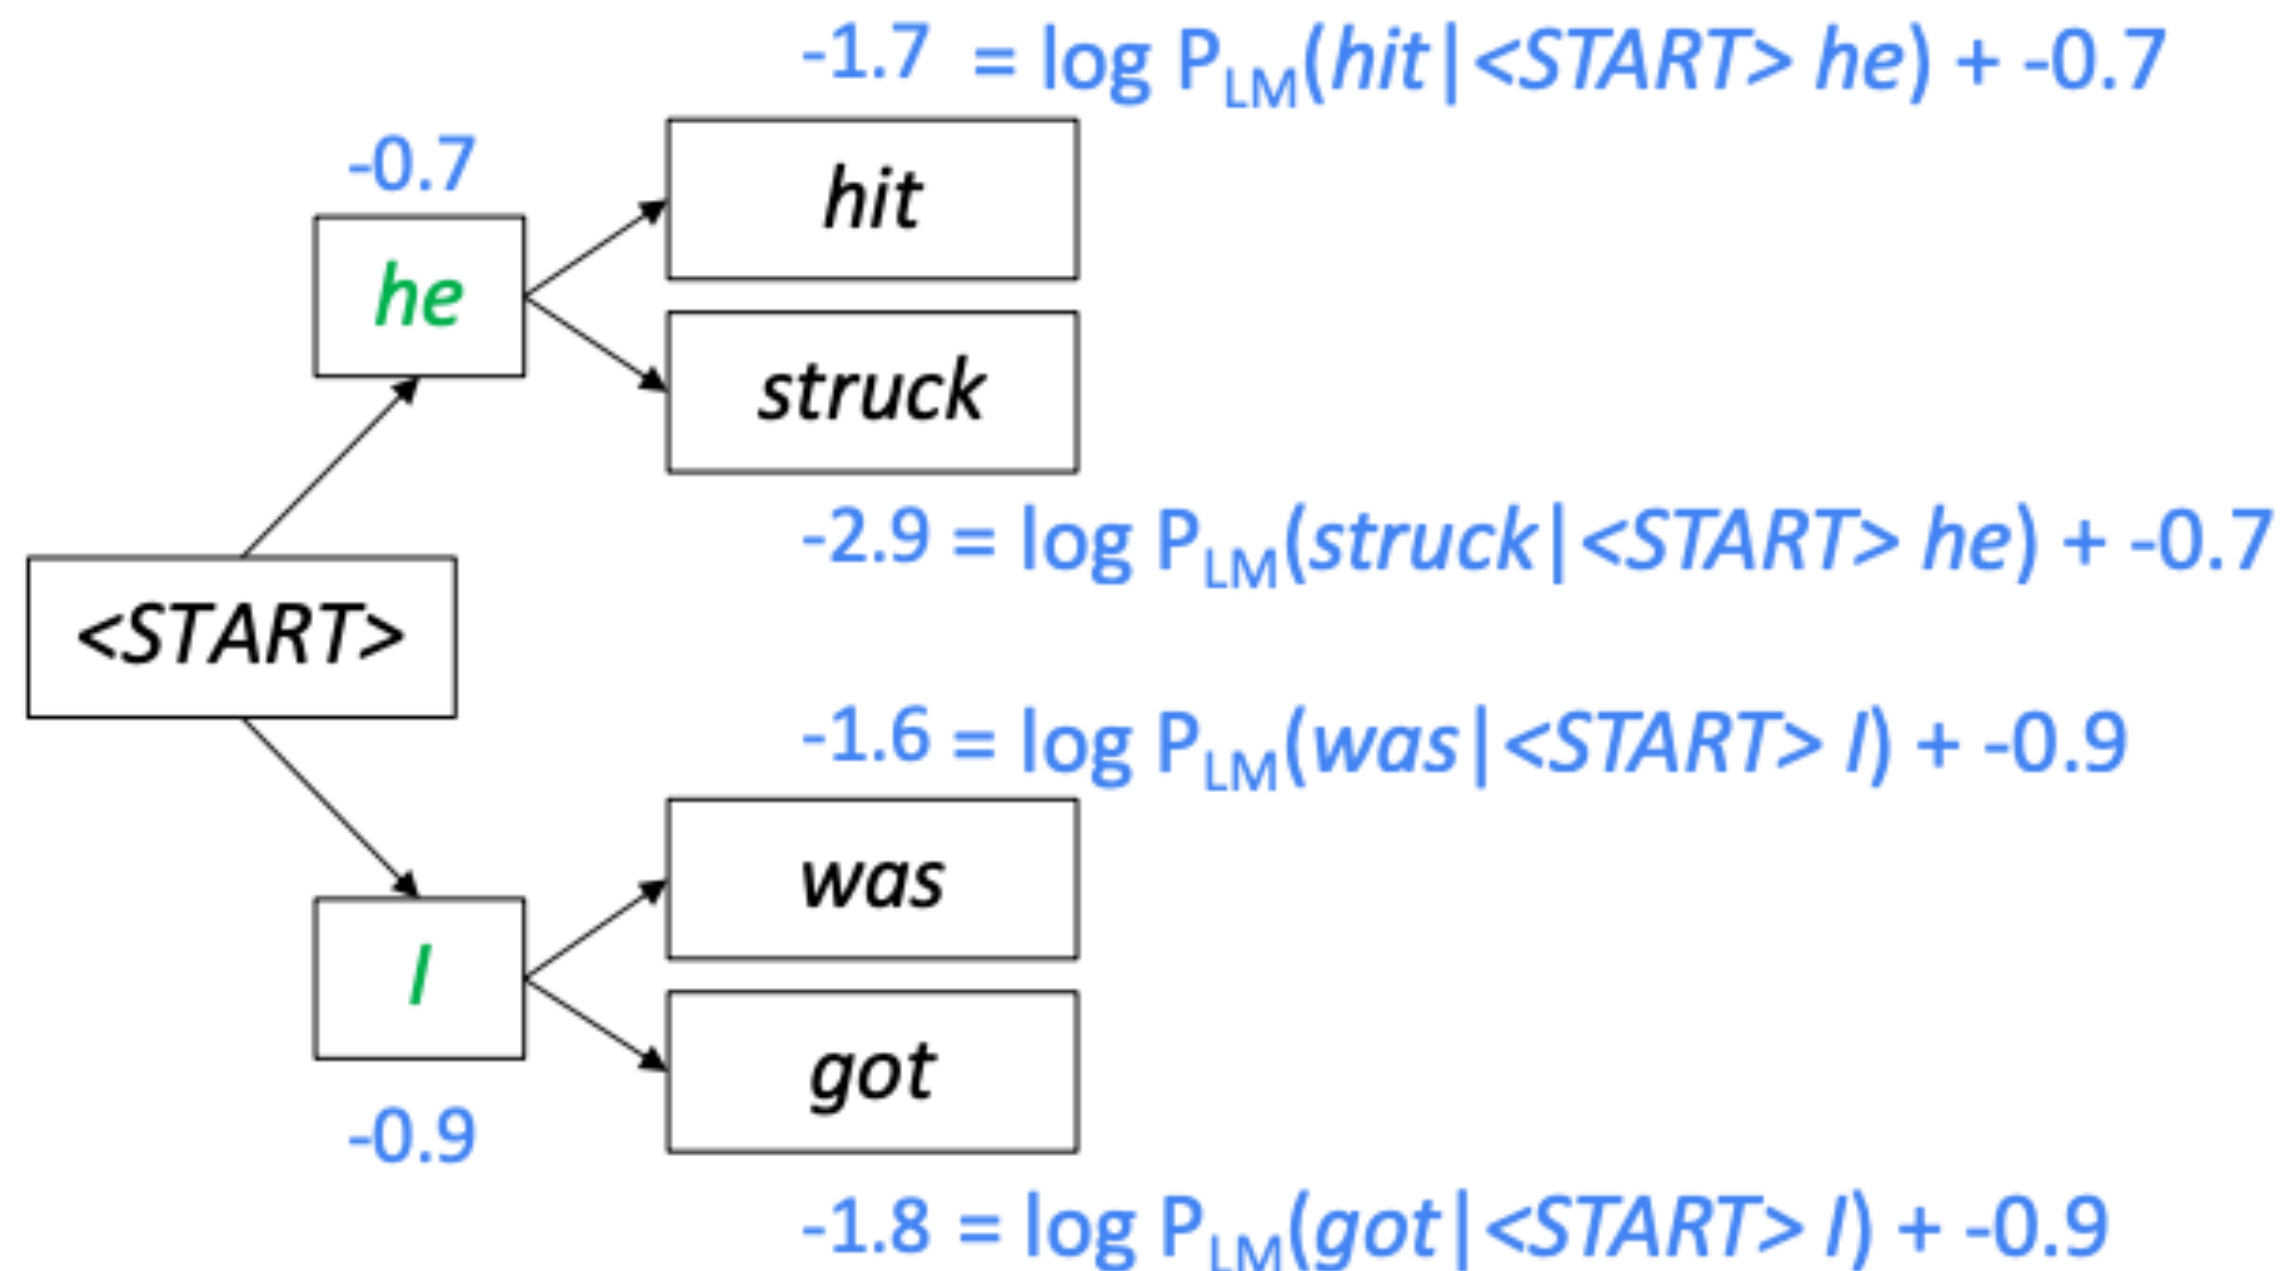 -1.7 = log P_LM(hit|<START> he) + -0.7
-0.7
hit
he
struck
-2.9 = log P_LM(struck|<START> he) + -0.7
<START>
-1.6 = log P_LM(was|<START> I) + -0.9
was
I
got
-0.9
-1.8 = log P_LM(got|<START> I) + -0.9